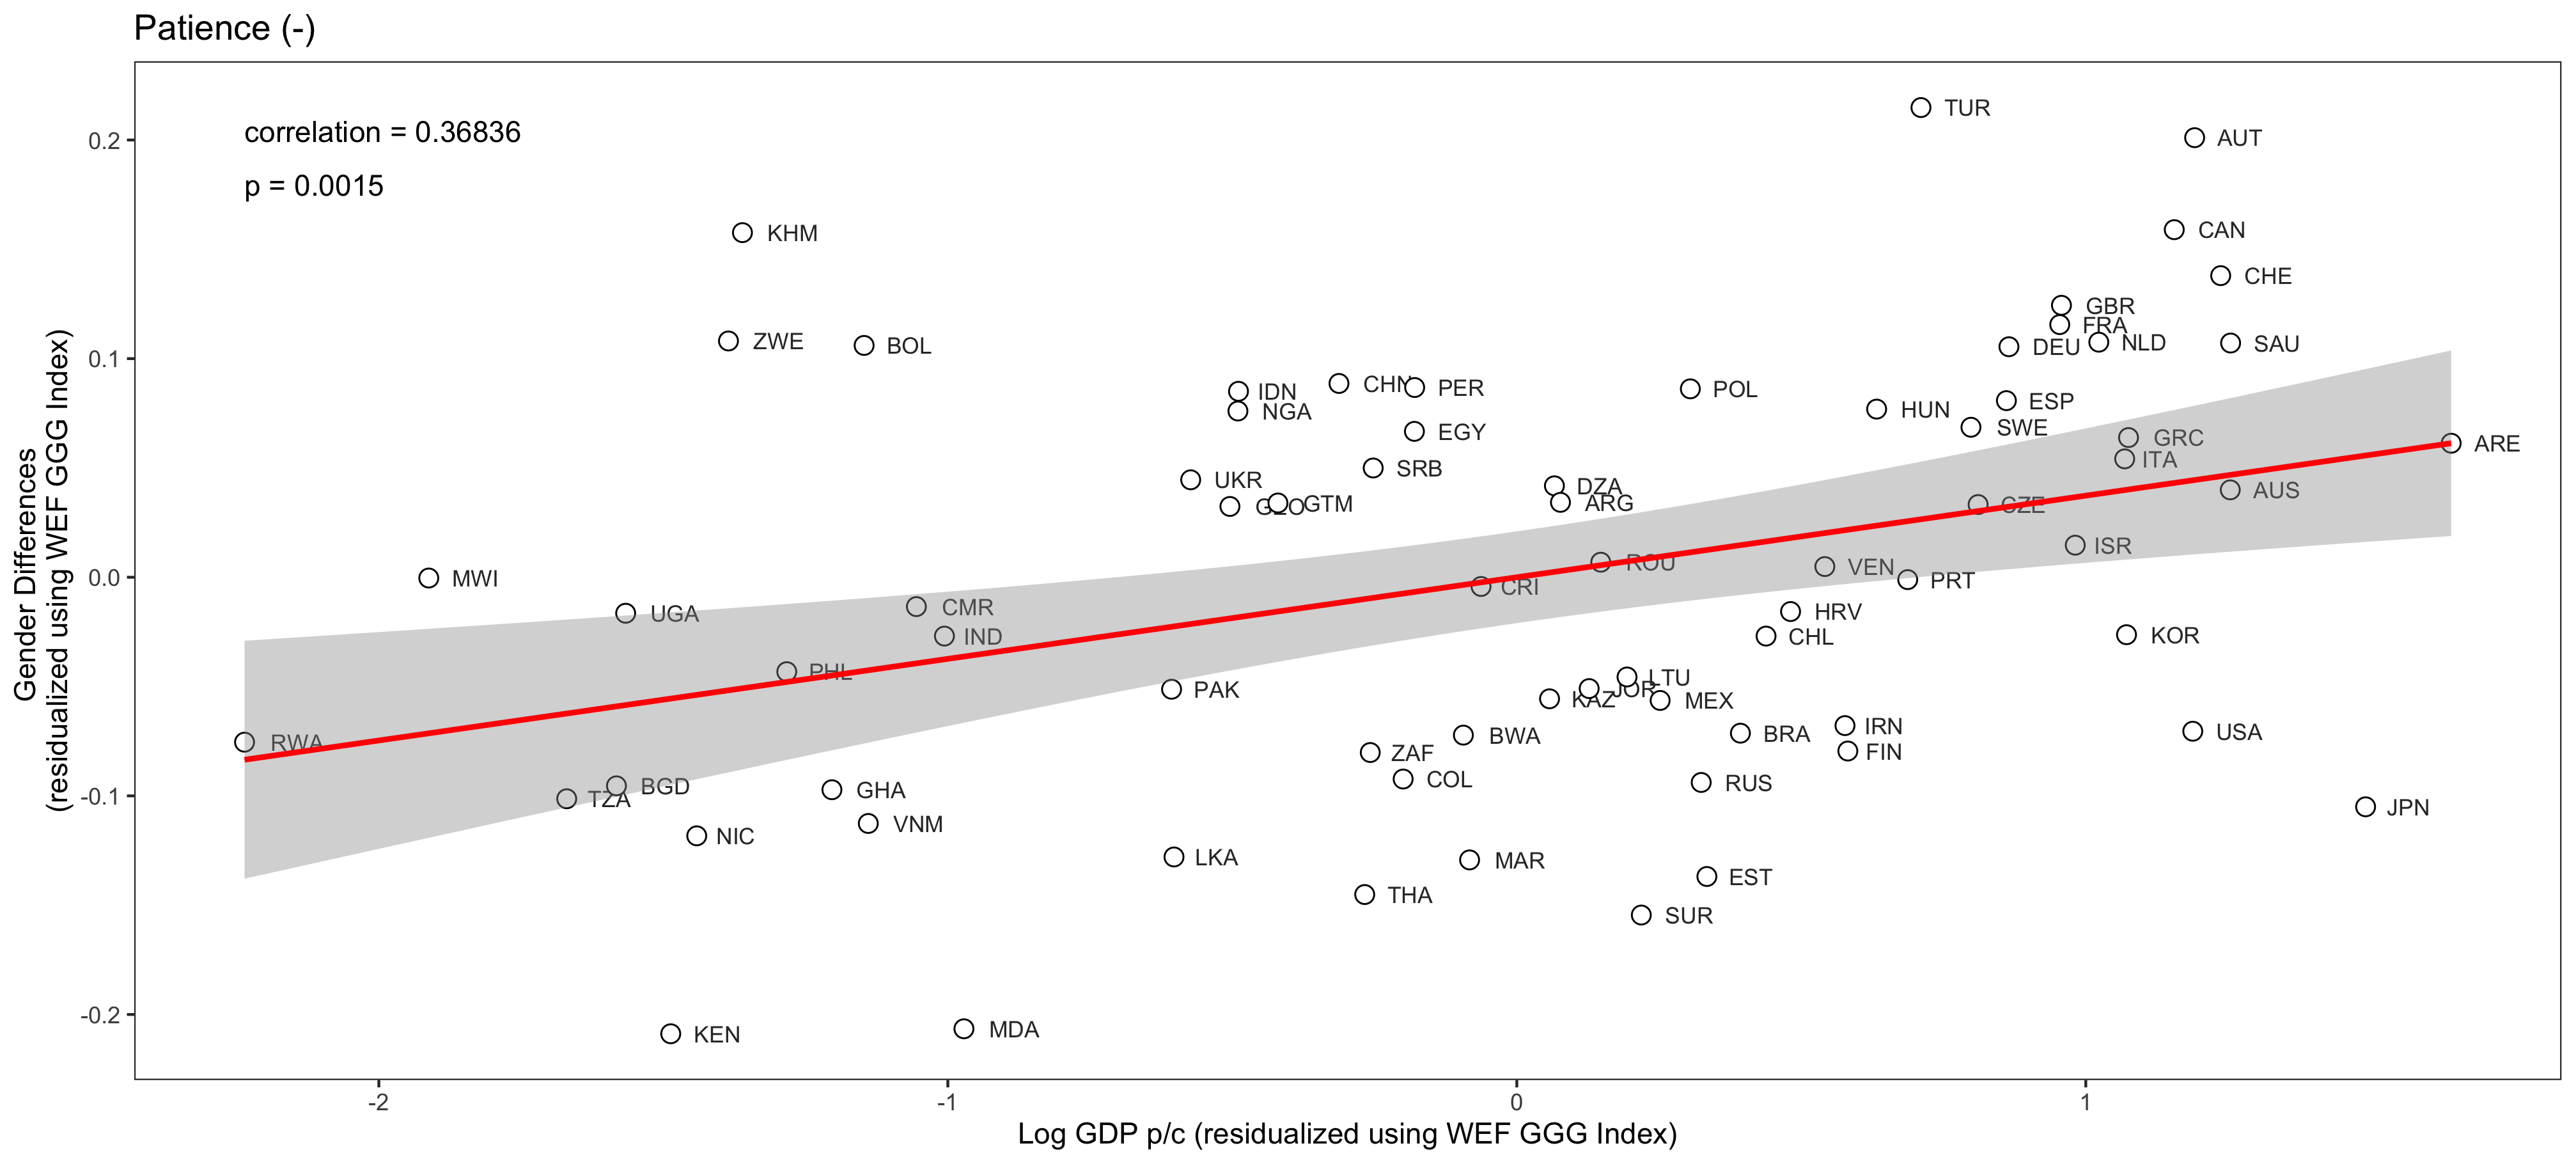 Patience (-)
correlation = 0.36836
p = 0.0015
Gender Differences
(residualized using WEF GGG Index)
0.2
0.1
0.0
-0.1
-0.2
TUR
AUT
CAN
KHM
CHE
GBR
FRA
NLD
DEU
SAU
ZWE
BOL
IDN
CHN
PER
POL
NGA
HUN
ESP
EGY
SWE
GRC
ARE
ITA
SRB
UKR
DZA
AUS
GTM
ARG
CZE
ISR
ROU
VEN
MWI
PRT
CRI
CMR
UGA
HRV
IND
CHL
KOR
PHL
LTU
PAK
JOR
KAZ
MEX
IRN
USA
BRA
BWA
RWA
FIN
ZAF
COL
RUS
BGD
GHA
TZA
JPN
VNM
NIC
LKA
MAR
EST
THA
SUR
MDA
KEN
-2
-1
0
1
Log GDP p/c (residualized using WEF GGG Index)